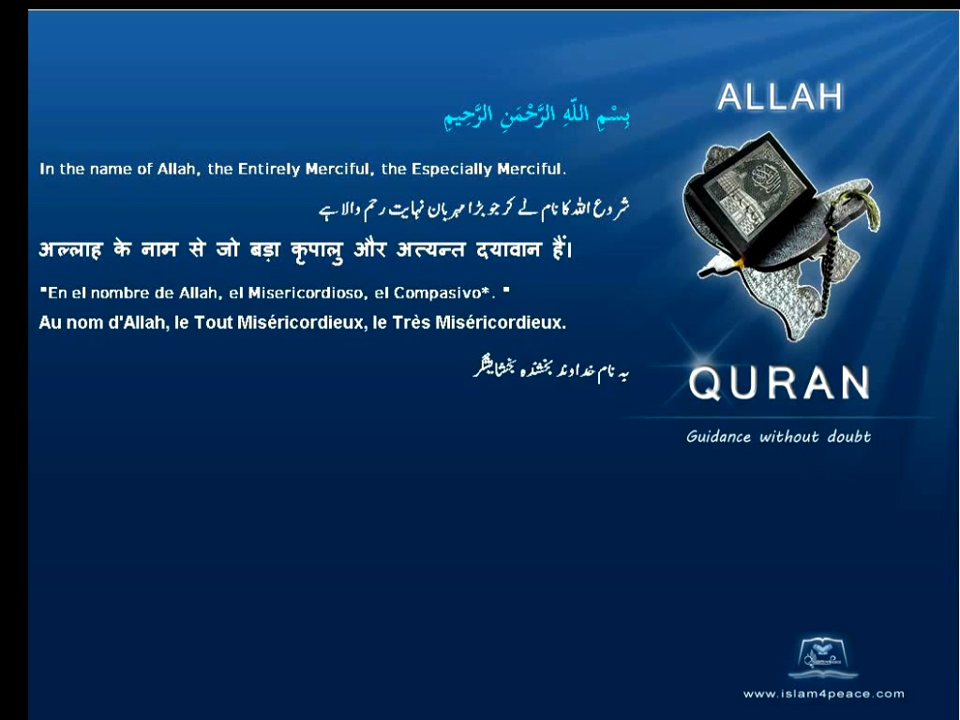 بِسْمِ اللّهِ الرَّحْمَنِ الرَّحِيمِ
In the name of Allah, the Entirely Merciful, the Especially Merciful.
شروع الله کا نام لے کر جو بڑا مہربان نہایت رحم والا ہے
अल्लाह के नाम से जो बड़ा कृपालु और अत्यन्त दयावान हैं।
"En el nombre de Allah, el Misericordioso, el Compasivo*. "
Au nom d'Allah, le Tout Miséricordieux, le Très Miséricordieux.
به نام خداوند بخشنده بخشایشگر
ALLAH
QURAN
Guidance without doubt
www.islam4peace.com